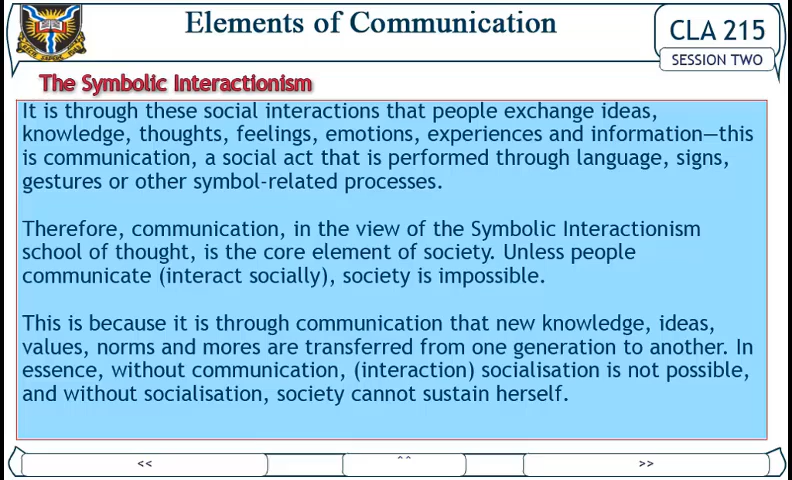 Elements of Communication
CLA 215
SESSION TWO
The Symbolic Interactionism
It is through these social interactions that people exchange ideas,
knowledge, thoughts, feelings, emotions, experiences and information—this
is communication, a social act that is performed through language, signs,
gestures or other symbol-related processes.
Therefore, communication, in the view of the Symbolic Interactionism
school of thought, is the core element of society. Unless people
communicate (interact socially), society is impossible.
This is because it is through communication that new knowledge, ideas,
values, norms and mores are transferred from one generation to another. In
essence, without communication, (interaction) socialisation is not possible,
and without socialisation, society cannot sustain herself.
<< ^^ >>